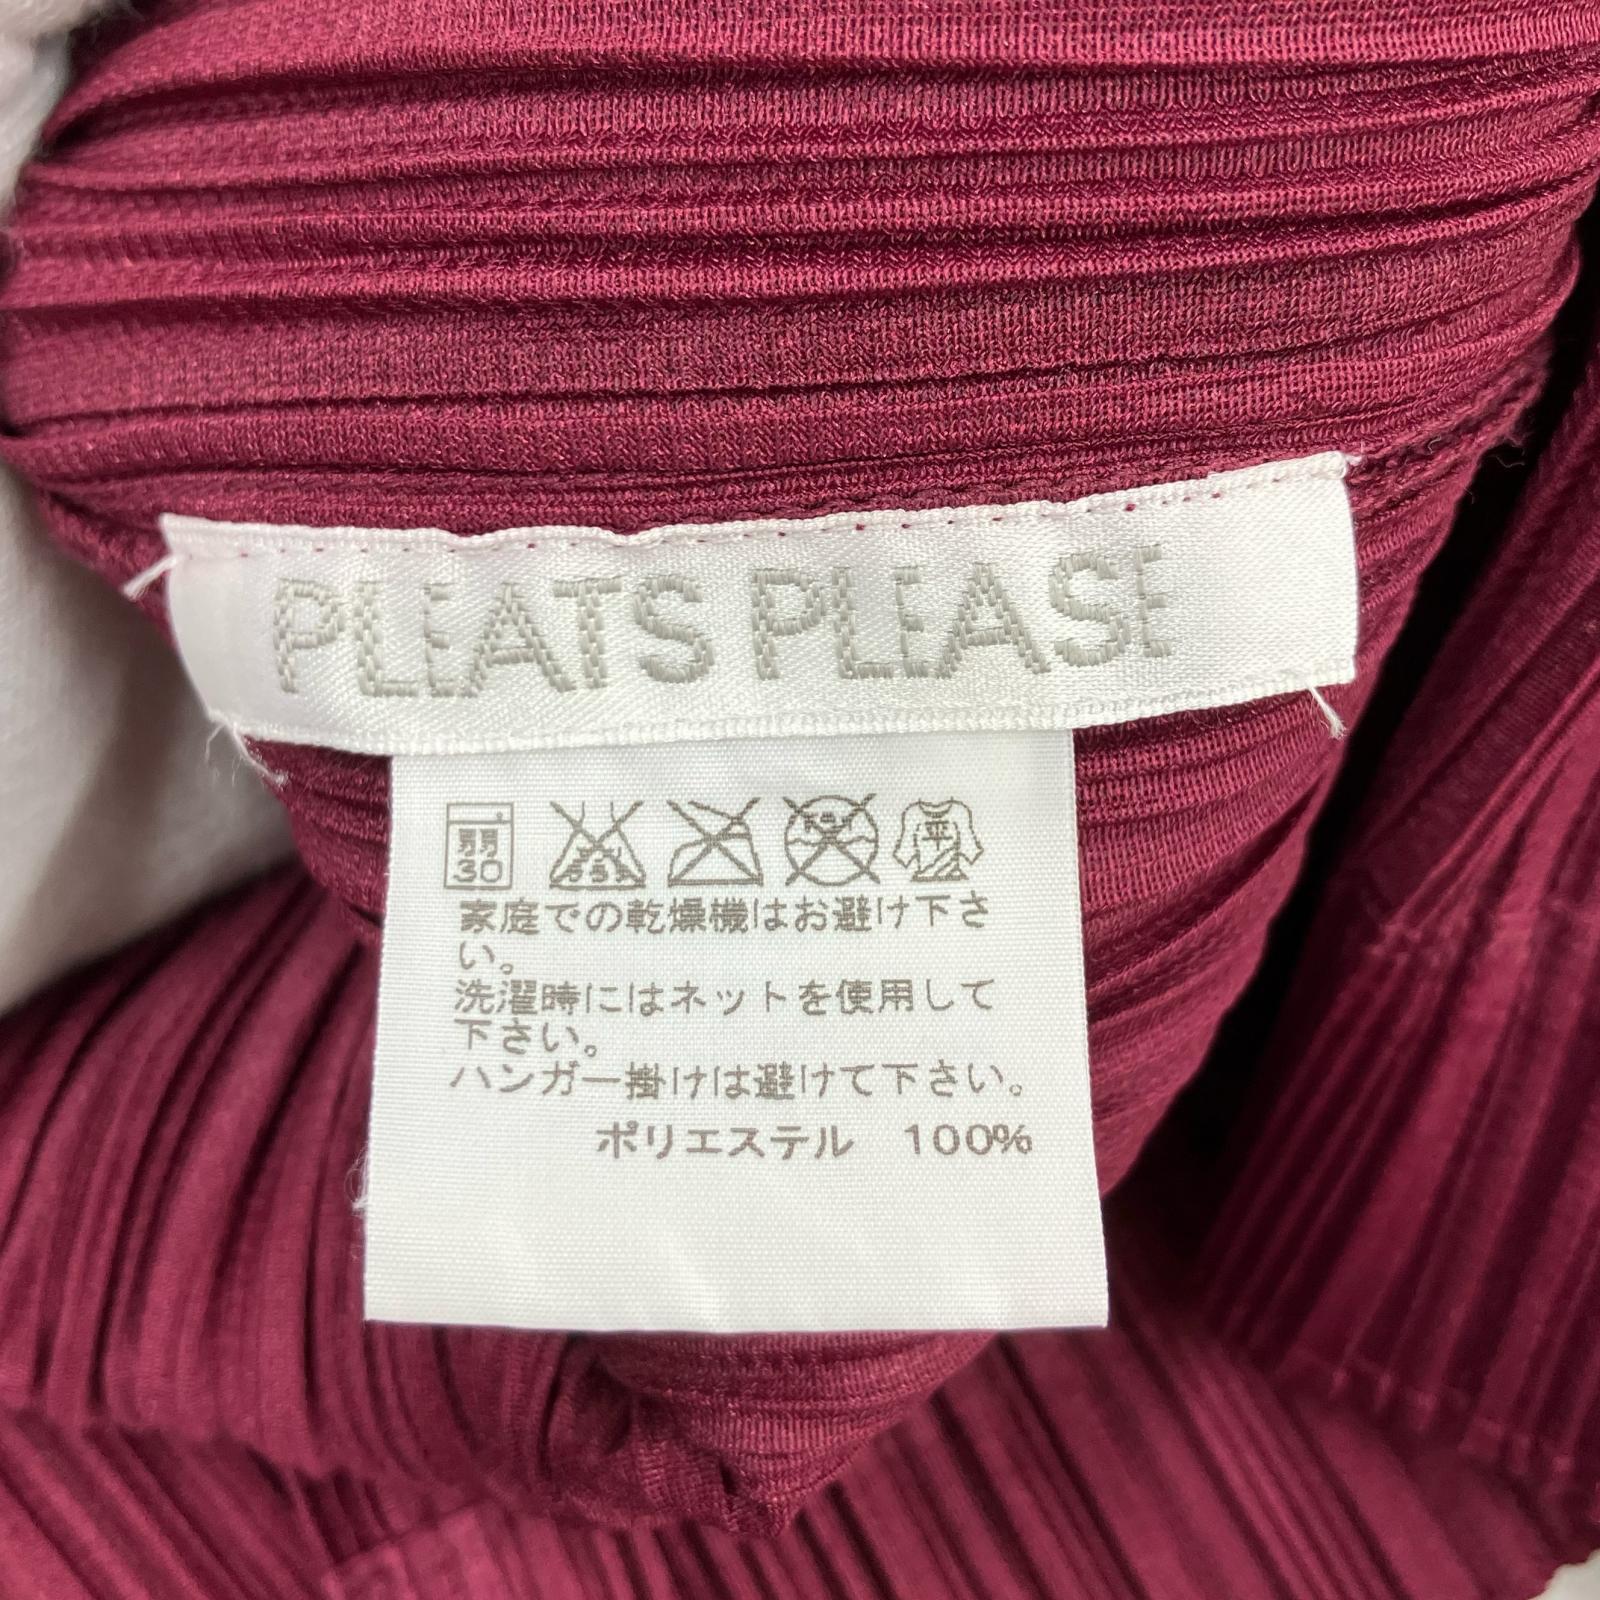 PLEATS PLEASE
弱
30
平
家庭での乾燥機はお避け下さ
い。
洗濯時にはネットを使用して
下さい。
ハンガー掛けは避けて下さい。
ポリエステル 100%